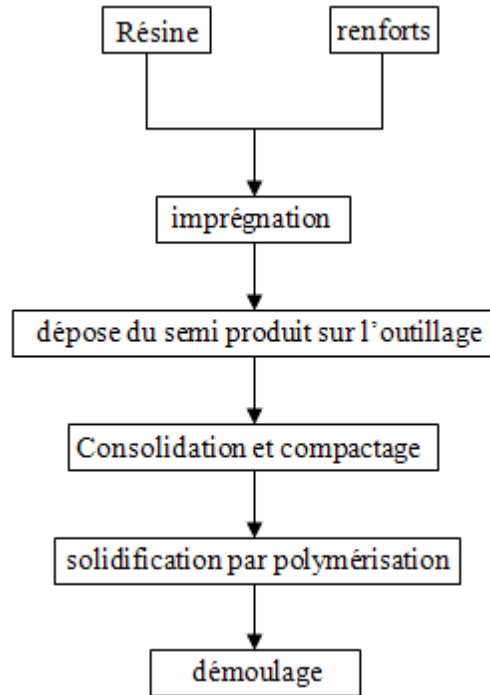 Résine
renforts
imprégnation
dépose du semi produit sur l'outillage
Consolidation et compactage
solidification par polymérisation
démoulage